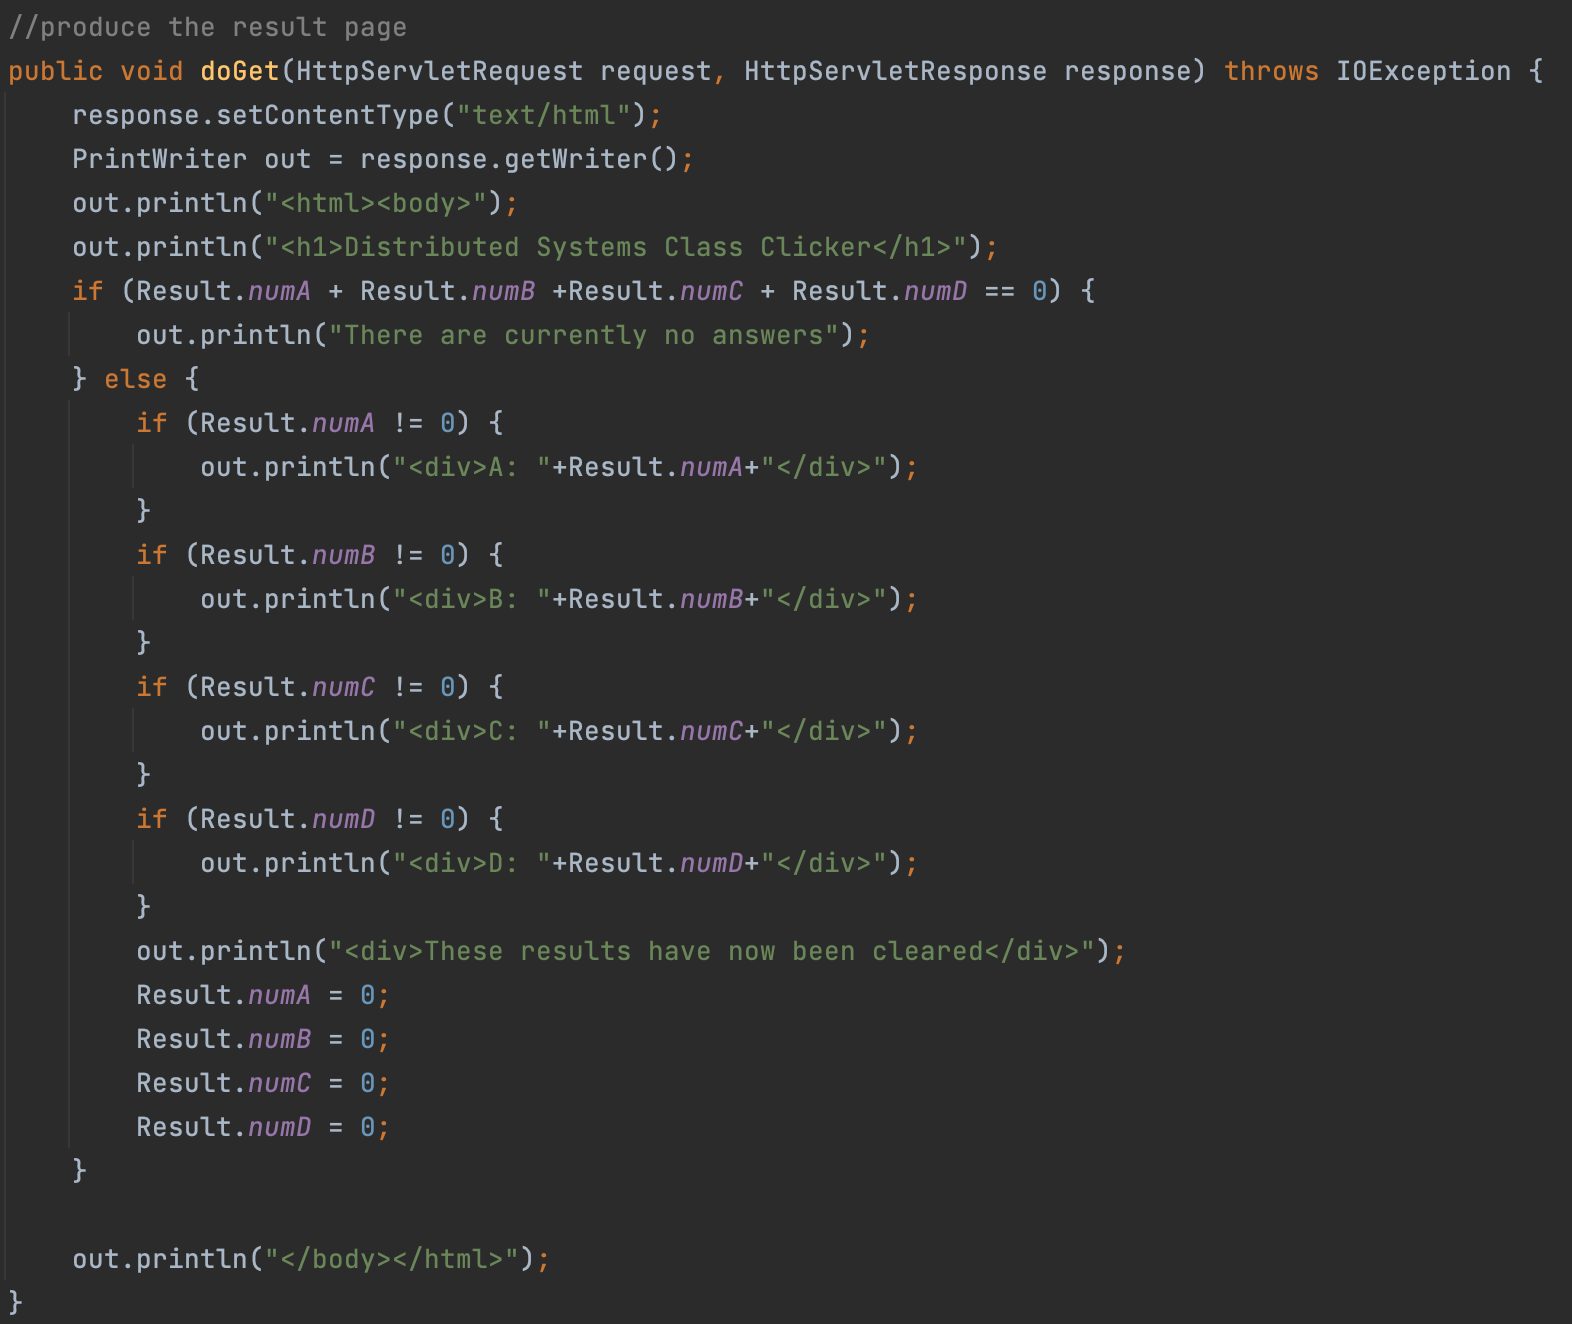 //produce the result page
public void doGet(HttpServletRequest request, HttpServletResponse response) throws IOException {
    response.setContentType("text/html");
    PrintWriter out = response.getWriter();
    out.println("<html><body>");
    out.println("<h1>Distributed Systems Class Clicker</h1>");
    if (Result.numA + Result.numB +Result.numC + Result.numD == 0) {
        out.println("There are currently no answers");
    } else {
        if (Result.numA != 0) {
            out.println("<div>A: "+Result.numA+"</div>");
        }
        if (Result.numB != 0) {
            out.println("<div>B: "+Result.numB+"</div>");
        }
        if (Result.numC != 0) {
            out.println("<div>C: "+Result.numC+"</div>");
        }
        if (Result.numD != 0) {
            out.println("<div>D: "+Result.numD+"</div>");
        }
        out.println("<div>These results have now been cleared</div>");
        Result.numA = 0;
        Result.numB = 0;
        Result.numC = 0;
        Result.numD = 0;
    }

    out.println("</body></html>");
}